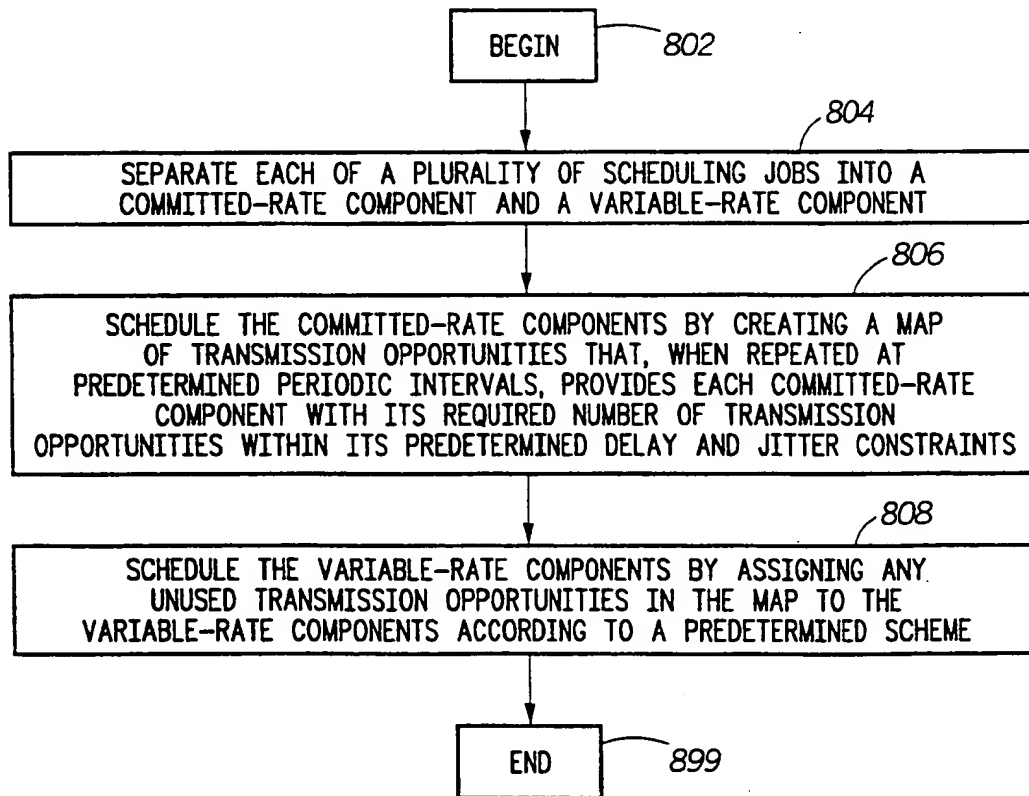 BEGIN
802
804
SEPARATE EACH OF A PLURALITY OF SCHEDULING JOBS INTO A
COMMITTED-RATE COMPONENT AND A VARIABLE-RATE COMPONENT
806
SCHEDULE THE COMMITTED-RATE COMPONENTS BY CREATING A MAP
OF TRANSMISSION OPPORTUNITIES THAT, WHEN REPEATED AT
PREDETERMINED PERIODIC INTERVALS, PROVIDES EACH COMMITTED-RATE
COMPONENT WITH ITS REQUIRED NUMBER OF TRANSMISSION
OPPORTUNITIES WITHIN ITS PREDETERMINED DELAY AND JITTER CONSTRAINTS
808
SCHEDULE THE VARIABLE-RATE COMPONENTS BY ASSIGNING ANY
UNUSED TRANSMISSION OPPORTUNITIES IN THE MAP TO THE
VARIABLE-RATE COMPONENTS ACCORDING TO A PREDETERMINED SCHEME
END
899